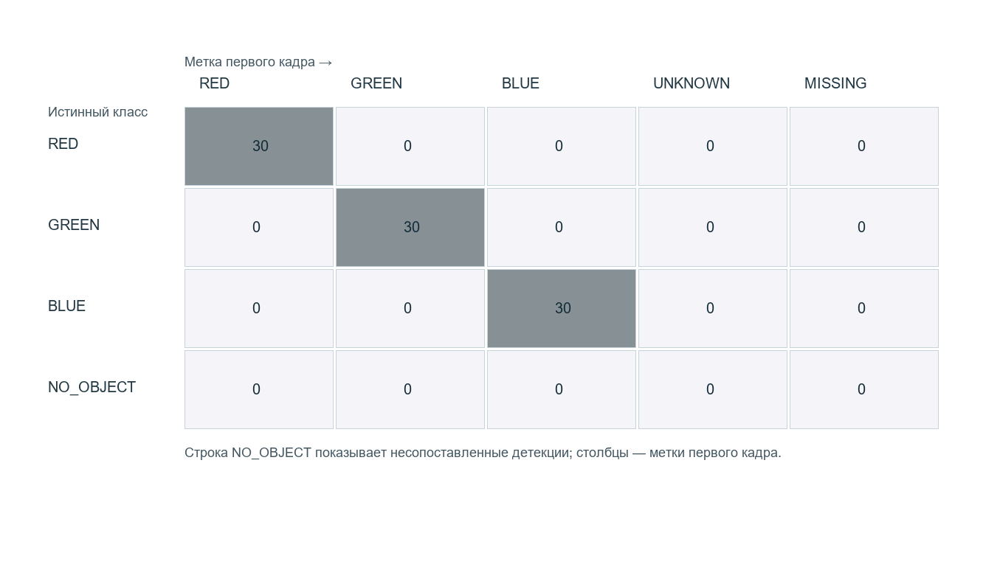 Метка первого кадра →
RED GREEN BLUE UNKNOWN MISSING
Истинный класс
RED 30 0 0 0 0
GREEN 0 30 0 0 0
BLUE 0 0 30 0 0
NO_OBJECT 0 0 0 0 0
Строка NO_OBJECT показывает несопоставленные детекции; столбцы — метки первого кадра.